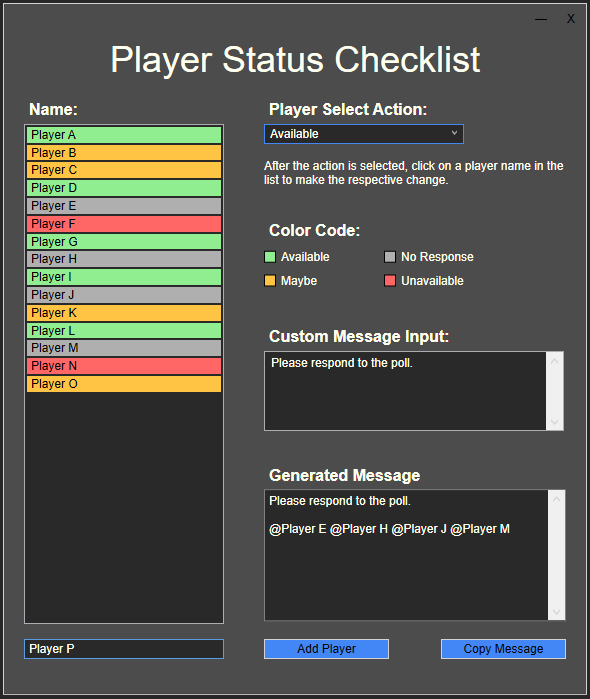 — X
Player Status Checklist
Name:
Player A
Player B
Player C
Player D
Player E
Player F
Player G
Player H
Player I
Player J
Player K
Player L
Player M
Player N
Player O
Player P
Player Select Action:
Available
After the action is selected, click on a player name in the
list to make the respective change.
Color Code:
Available
No Response
Maybe
Unavailable
Custom Message Input:
Please respond to the poll.
Generated Message
Please respond to the poll.
@Player E @Player H @Player J @Player M
Add Player
Copy Message